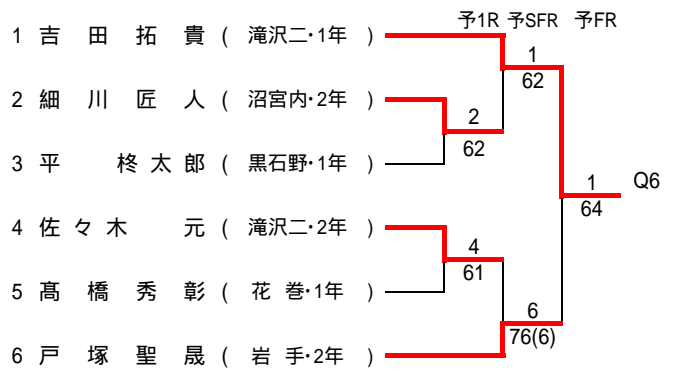 予1R 予SFR 予FR
1 吉 田 拓 貴 ( 滝沢二・1年 )
1
62
2 細 川 匠 人 ( 沼宮内・2年 )
2
62
3 平 柊 太 郎 ( 黒石野・1年 )
1 Q6
64
4 佐 々 木 元 ( 滝沢二・2年 )
4
61
5 髙 橋 秀 彰 ( 花 巻・1年 )
6
76(6)
6 戸 塚 聖 晟 ( 岩 手・2年 )